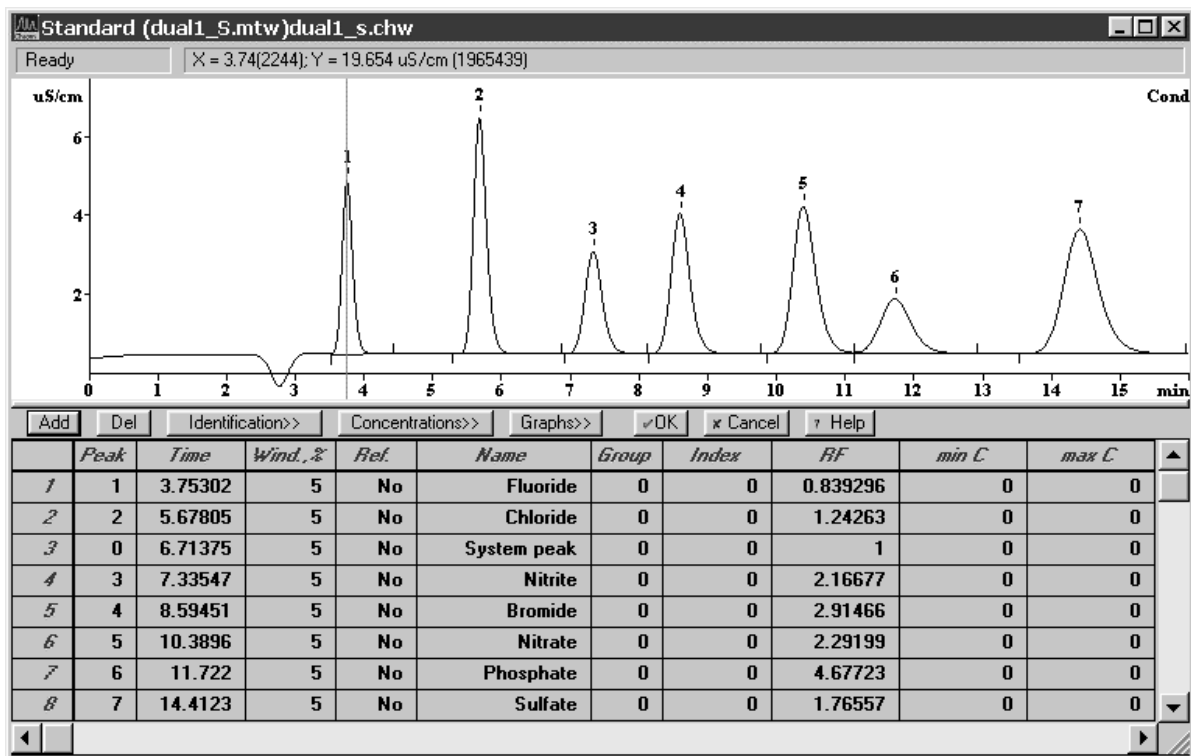 Standard (dual1_S.mtw)dual1_s.chw
Ready X = 3.74(2244); Y = 19.654 uS/cm (1965439)
uS/cm 2 Cond
6
1
4 5
4 7
3
2 6
0 1 2 3 4 5 6 7 8 9 10 11 12 13 14 15 min
Add Del Identification>> Concentrations>> Graphs>> OK Cancel ? Help
Peak Time Wind.,% Ref. Name Group Index RF min C max C
1 1 3.75302 5 No Fluoride 0 0 0.839296 0 0
2 2 5.67805 5 No Chloride 0 0 1.24263 0 0
3 0 6.71375 5 No System peak 0 0 1 0 0
4 3 7.33547 5 No Nitrite 0 0 2.16677 0 0
5 4 8.59451 5 No Bromide 0 0 2.91466 0 0
6 5 10.3896 5 No Nitrate 0 0 2.29199 0 0
7 6 11.722 5 No Phosphate 0 0 4.67723 0 0
8 7 14.4123 5 No Sulfate 0 0 1.76557 0 0